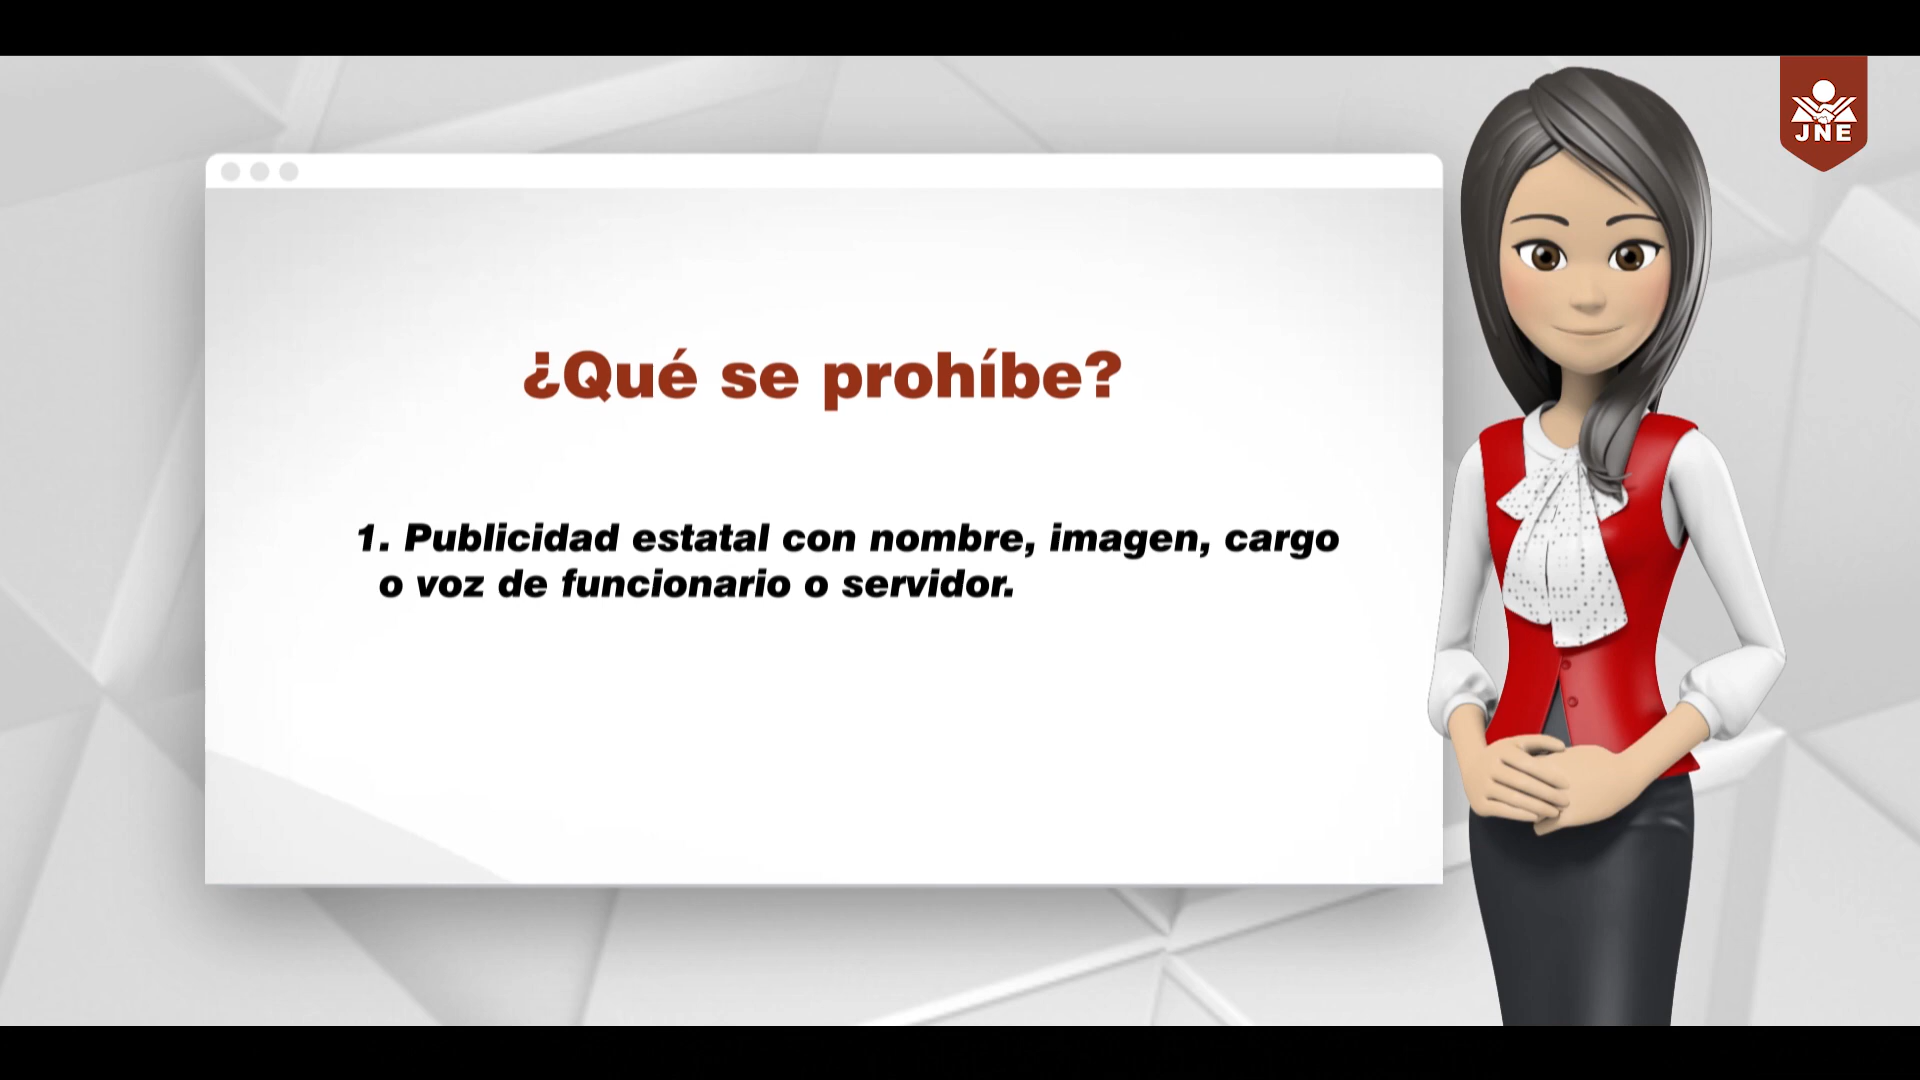 JNE
¿Qué se prohíbe?
1. Publicidad estatal con nombre, imagen, cargo
o voz de funcionario o servidor.